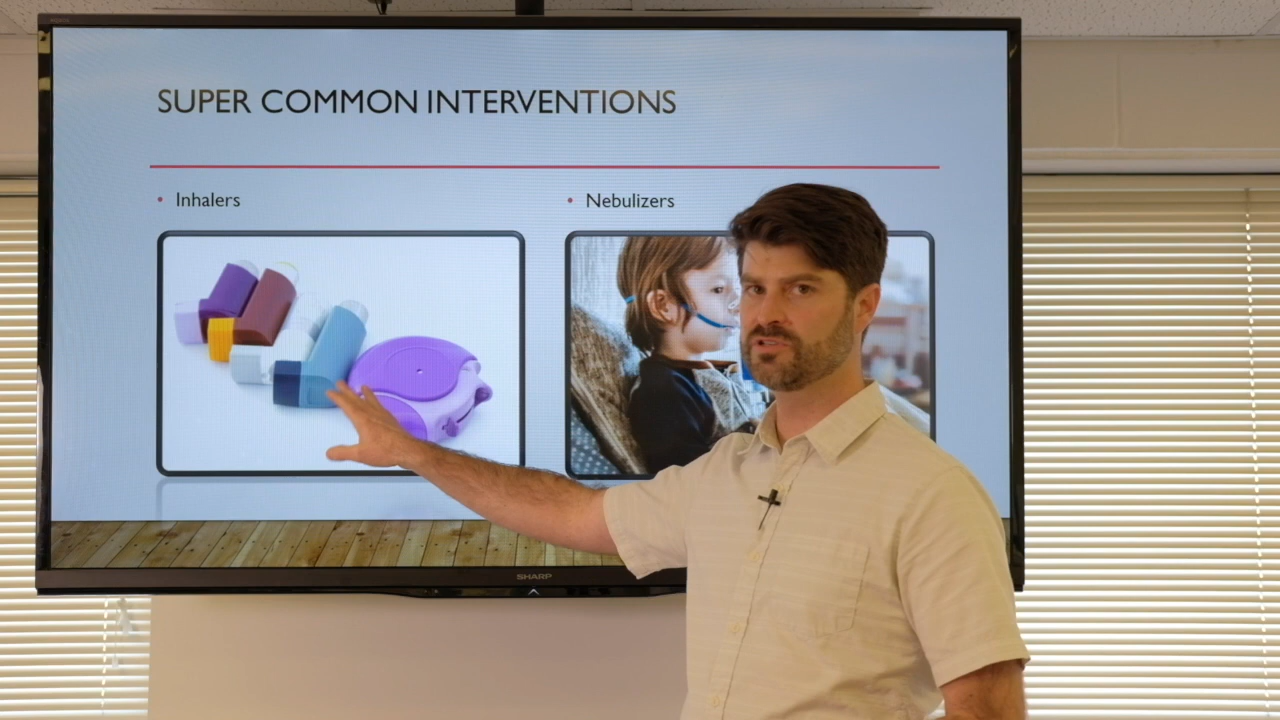 SUPER COMMON INTERVENTIONS
• Inhalers
• Nebulizers
SHARP